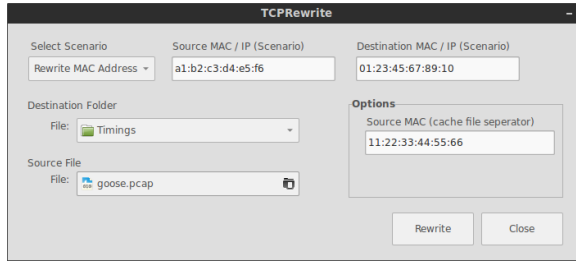 TCPRewrite
Select Scenario
Source MAC / IP (Scenario)
Destination MAC / IP (Scenario)
Rewrite MAC Address
a1:b2:c3:d4:e5:f6
01:23:45:67:89:10
Destination Folder
File:
Timings
Options
Source MAC (cache file seperator)
11:22:33:44:55:66
Source File
File:
goose.pcap
Rewrite
Close